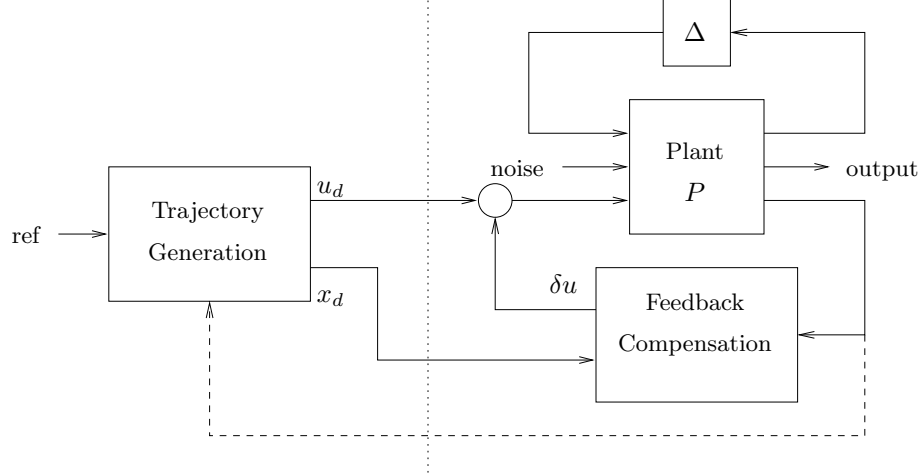 Δ
Plant
P
noise
output
u_d
Trajectory
Generation
ref
x_d
δu
Feedback
Compensation